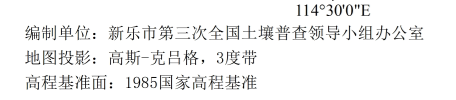 114°30'0"E
编制单位：新乐市第三次全国土壤普查领导小组办公室
地图投影：高斯-克吕格，3度带
高程基准面：1985国家高程基准